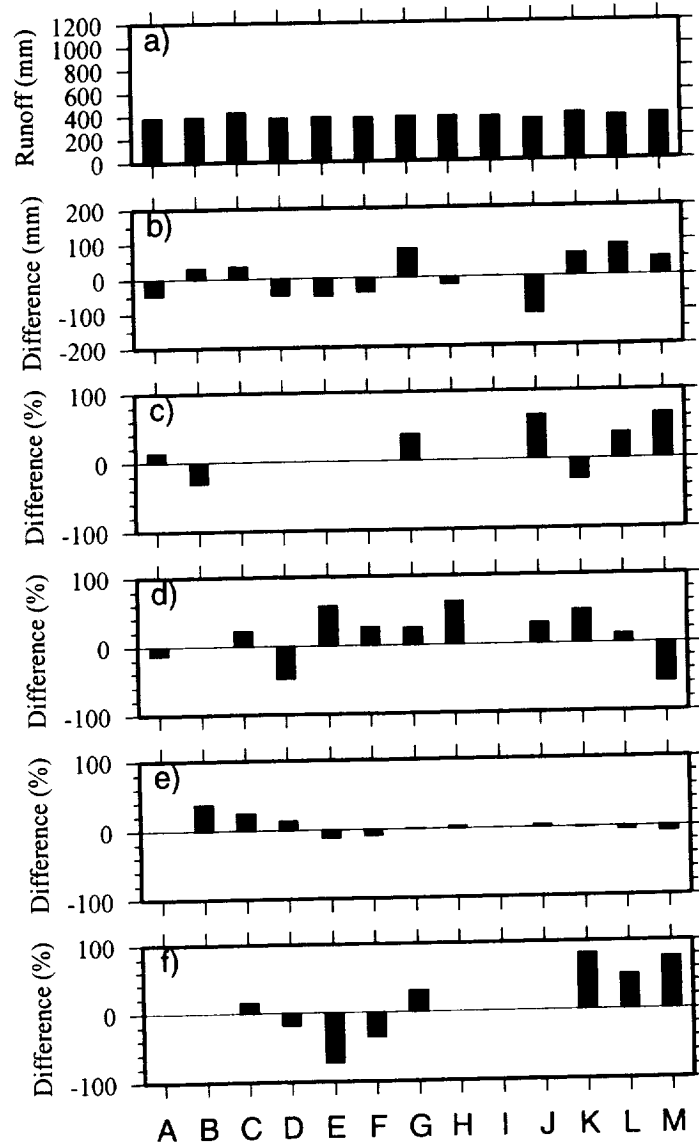 a)
Runoff (mm)
1200
1000
800
600
400
200
0
b)
Difference (mm)
200
100
0
-100
-200
c)
Difference (%)
100
0
-100
d)
Difference (%)
100
0
-100
e)
Difference (%)
100
0
-100
f)
Difference (%)
100
0
-100
A B C D E F G H I J K L M